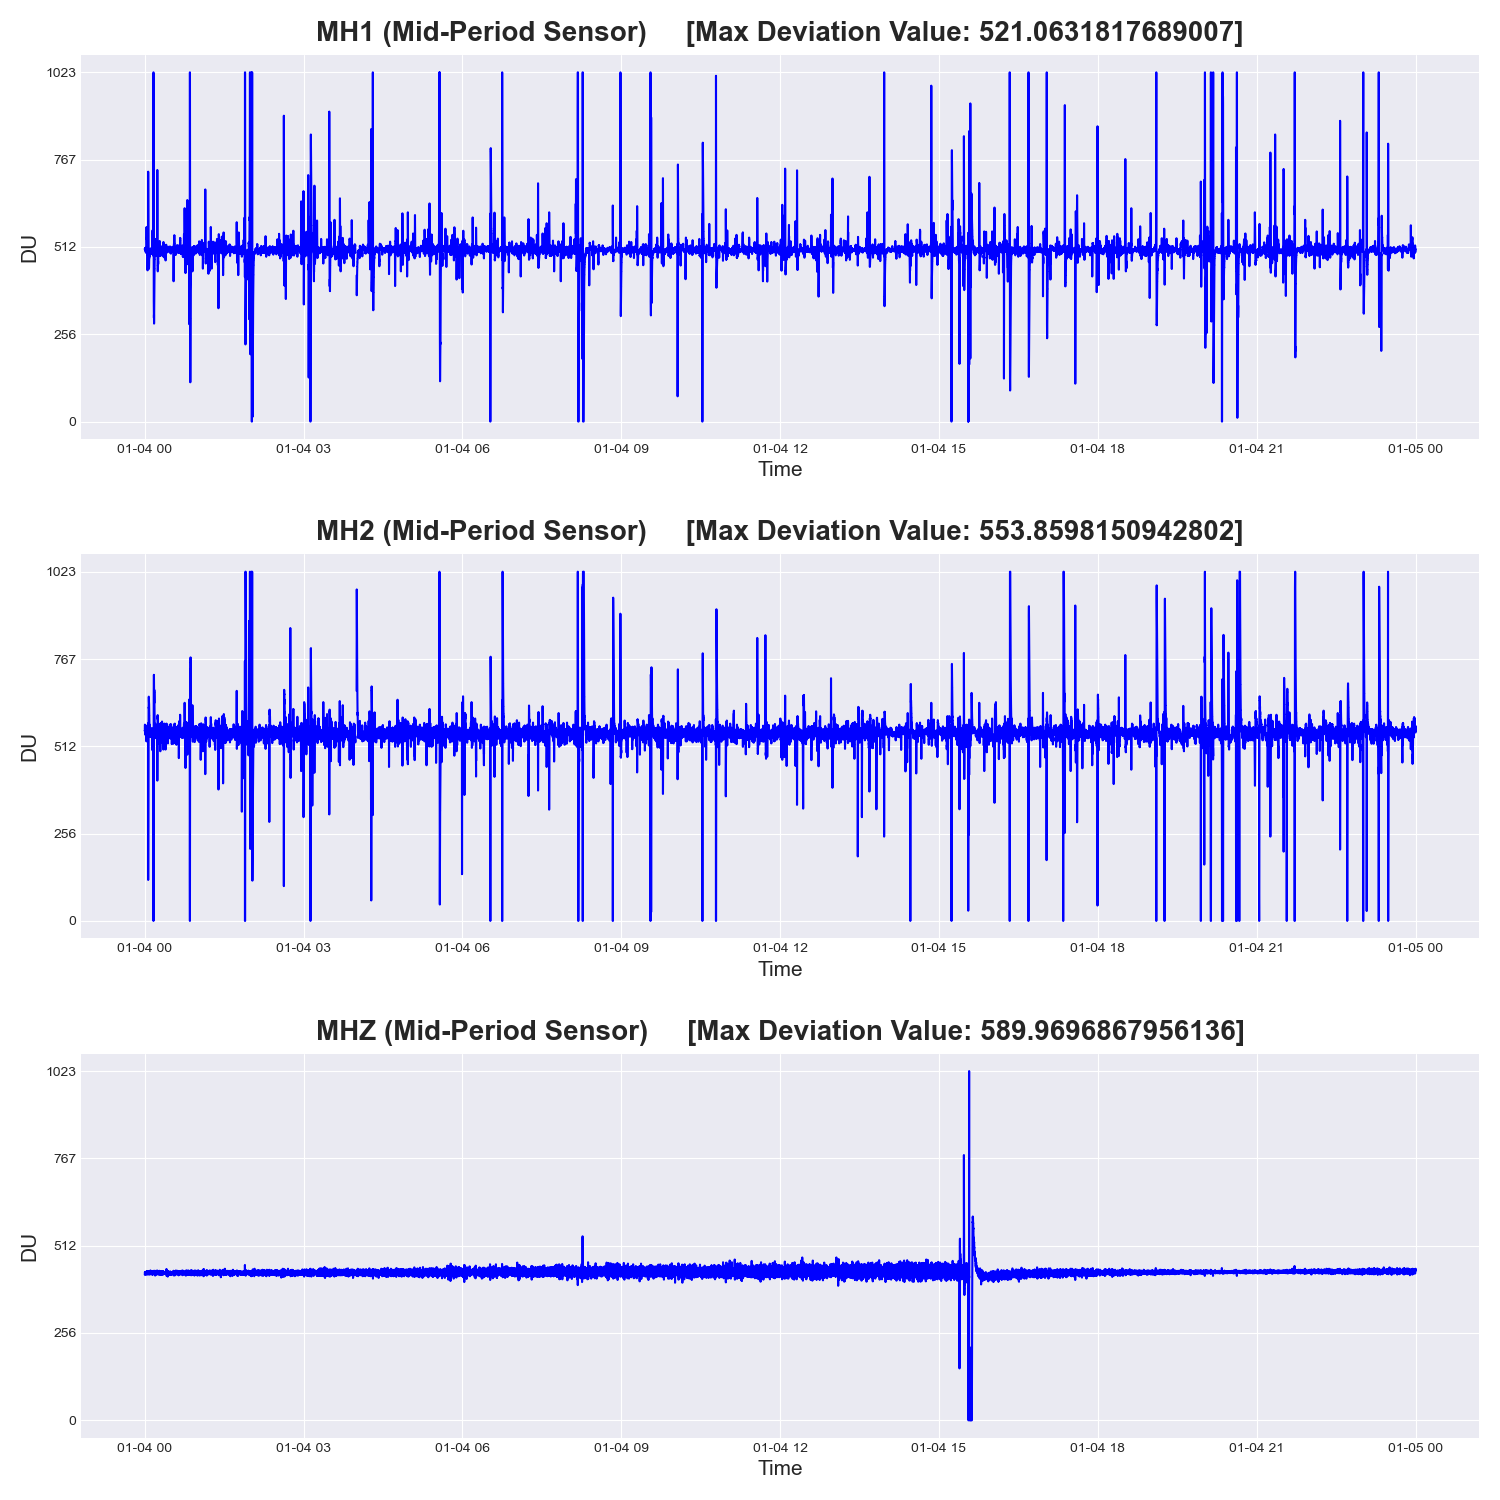 MH1 (Mid-Period Sensor)     [Max Deviation Value: 521.0631817689007]
1023
767
512
256
0
DU
01-04 00 01-04 03 01-04 06 01-04 09 01-04 12 01-04 15 01-04 18 01-04 21 01-05 00
Time
MH2 (Mid-Period Sensor)     [Max Deviation Value: 553.8598150942802]
1023
767
512
256
0
DU
01-04 00 01-04 03 01-04 06 01-04 09 01-04 12 01-04 15 01-04 18 01-04 21 01-05 00
Time
MHZ (Mid-Period Sensor)     [Max Deviation Value: 589.9696867956136]
1023
767
512
256
0
DU
01-04 00 01-04 03 01-04 06 01-04 09 01-04 12 01-04 15 01-04 18 01-04 21 01-05 00
Time